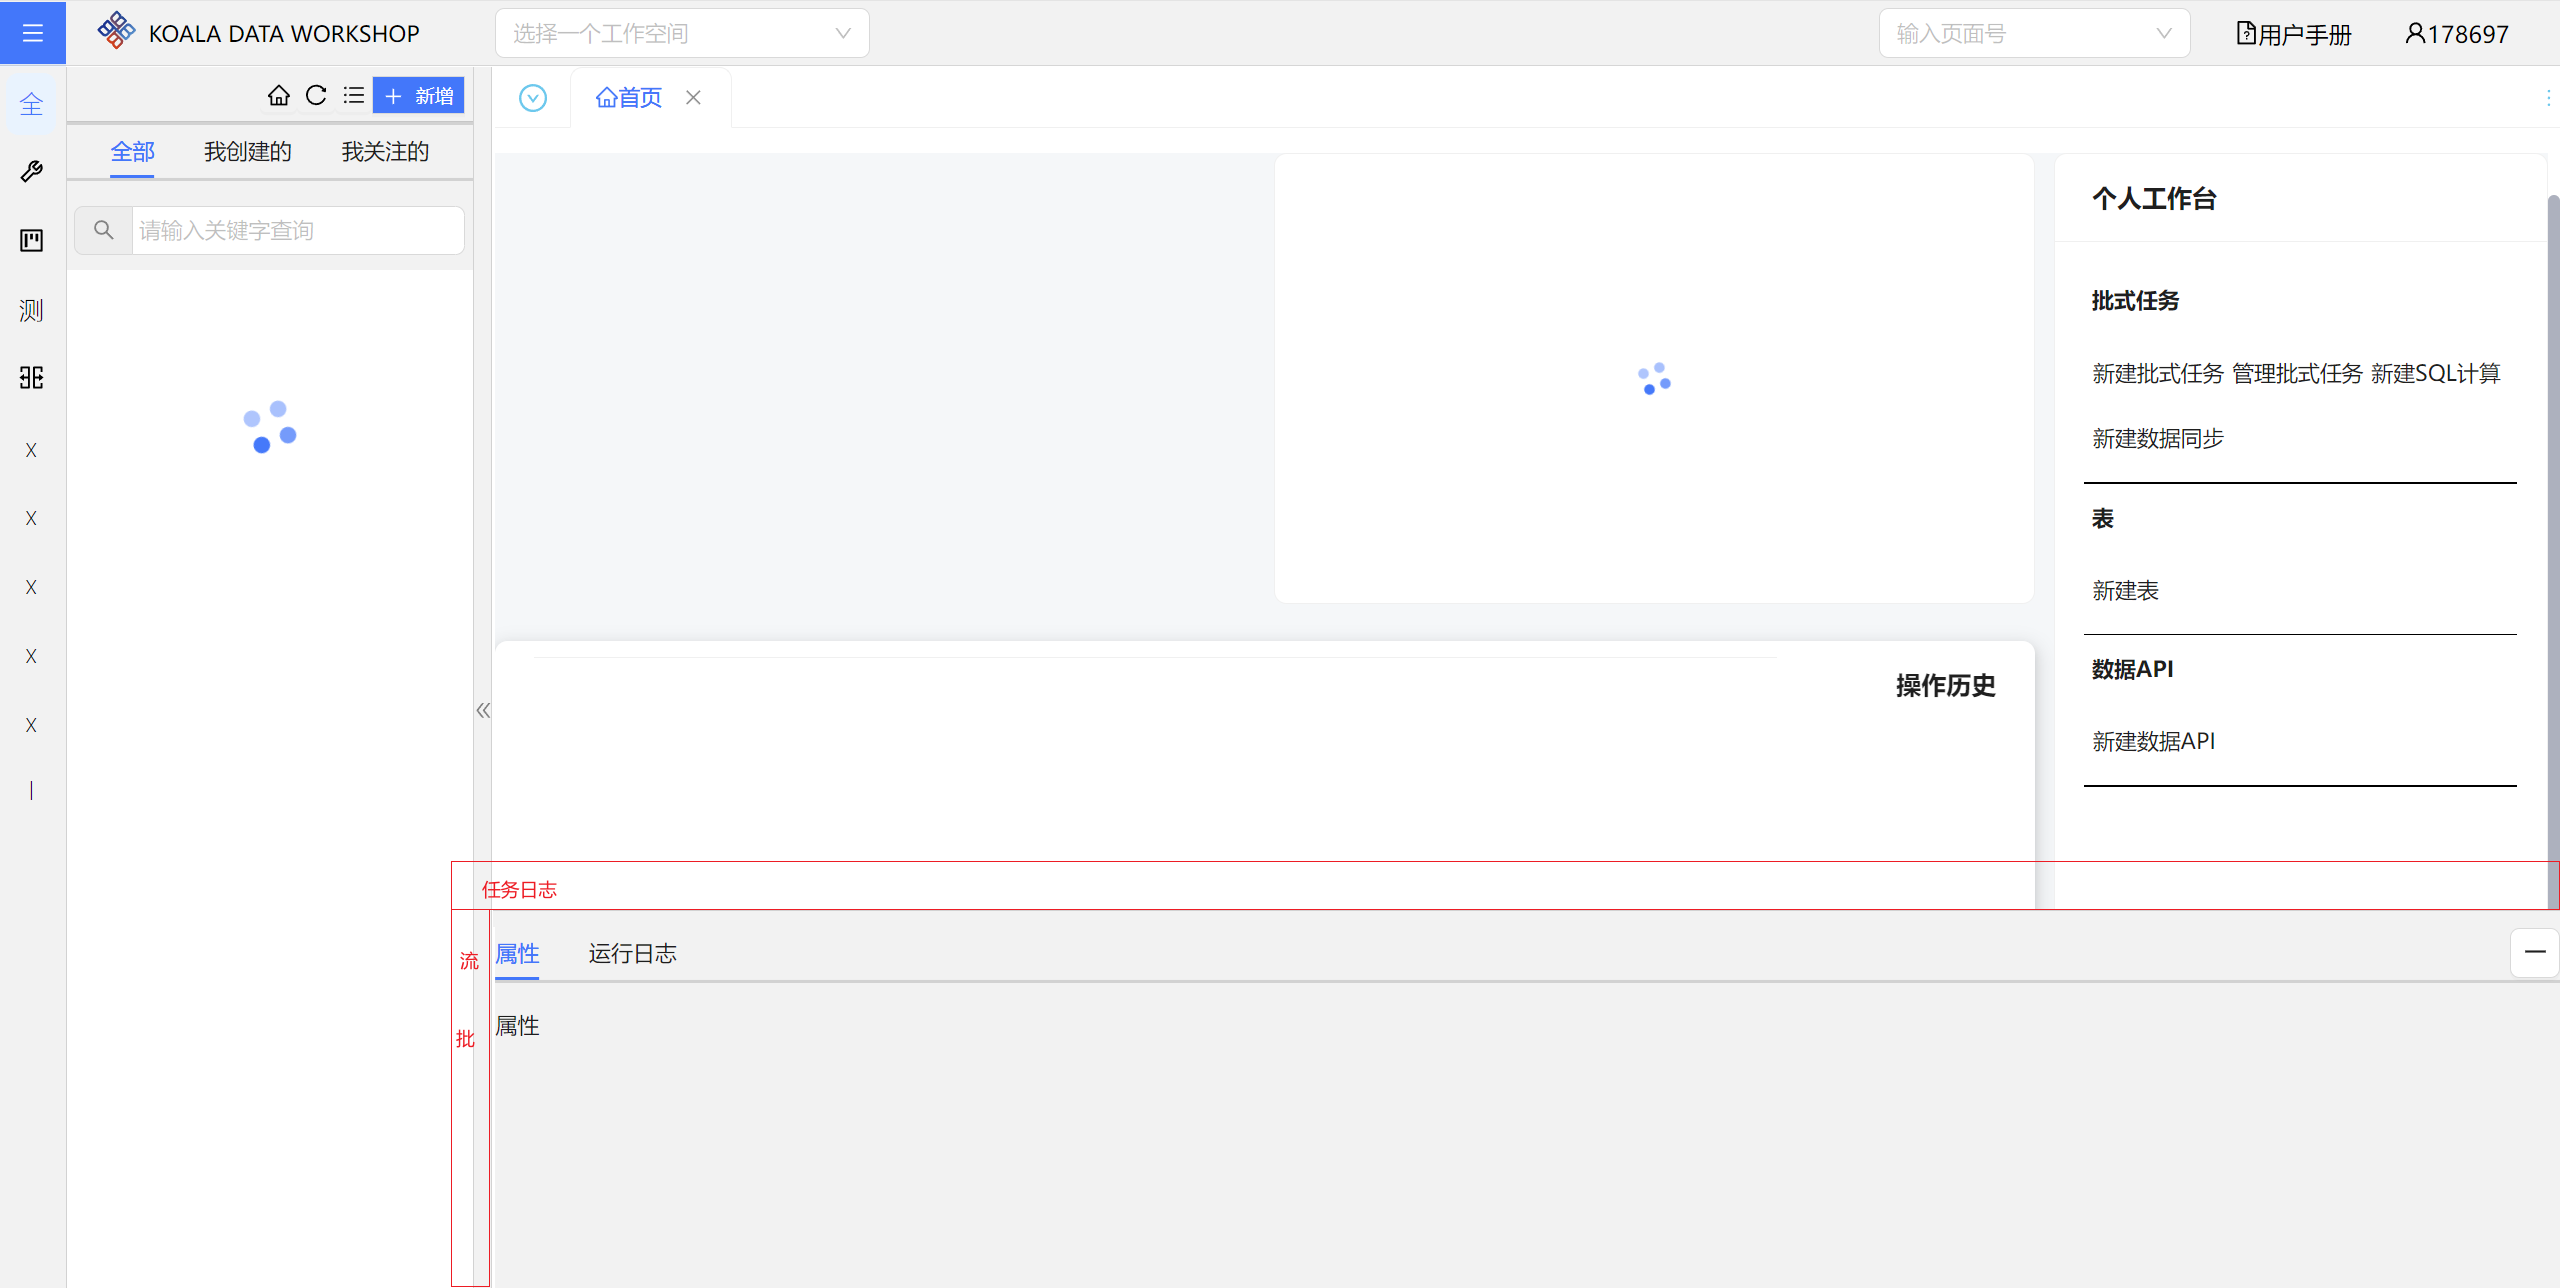 KOALA DATA WORKSHOP
选择一个工作空间
输入页面号
用户手册
178697
全
测
X
X
X
X
X
|
新增
全部 我创建的 我关注的
请输入关键字查询
首页
个人工作台
批式任务
新建批式任务 管理批式任务 新建SQL计算
新建数据同步
表
新建表
数据API
新建数据API
操作历史
任务日志
流
批
属性 运行日志
属性